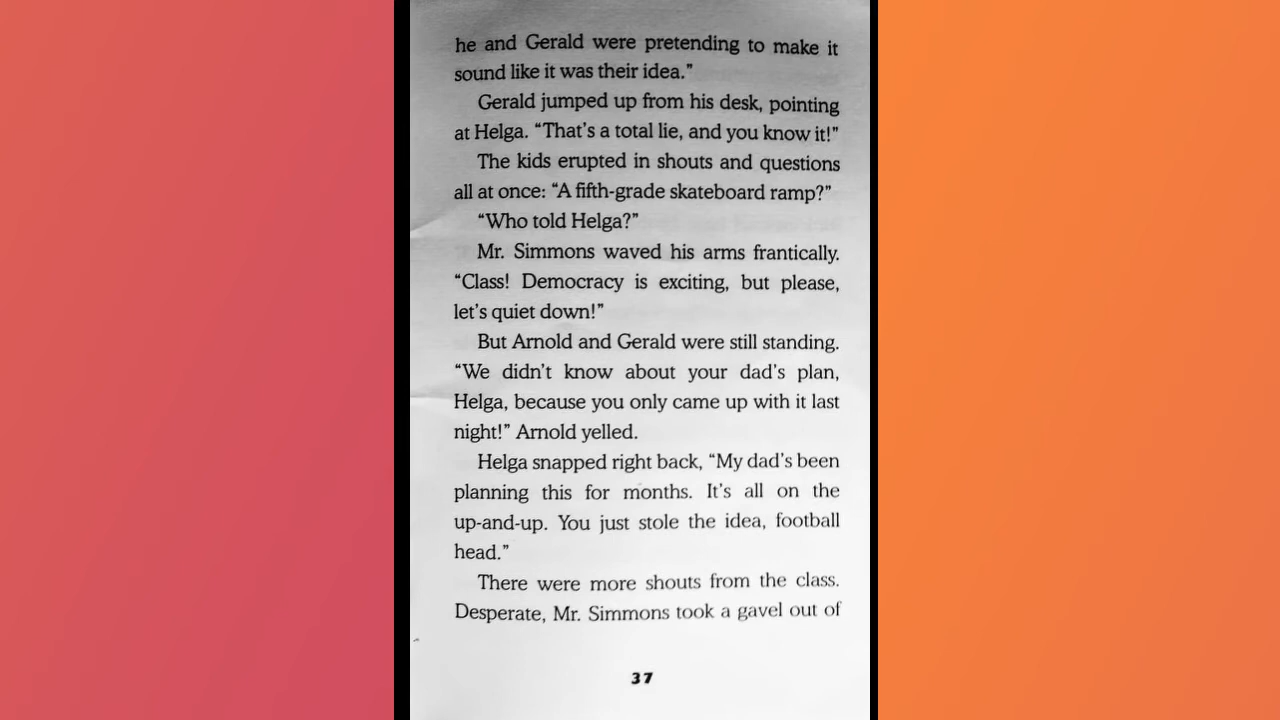 he and Gerald were pretending to make it
sound like it was their idea.”
Gerald jumped up from his desk, pointing
at Helga. “That’s a total lie, and you know it!”
The kids erupted in shouts and questions
all at once: “A fifth-grade skateboard ramp?”
“Who told Helga?”
Mr. Simmons waved his arms frantically.
“Class! Democracy is exciting, but please,
let’s quiet down!”
But Arnold and Gerald were still standing.
“We didn’t know about your dad’s plan,
Helga, because you only came up with it last
night!” Arnold yelled.
Helga snapped right back, “My dad’s been
planning this for months. It’s all on the
up-and-up. You just stole the idea, football
head.”
There were more shouts from the class.
Desperate, Mr. Simmons took a gavel out of
37